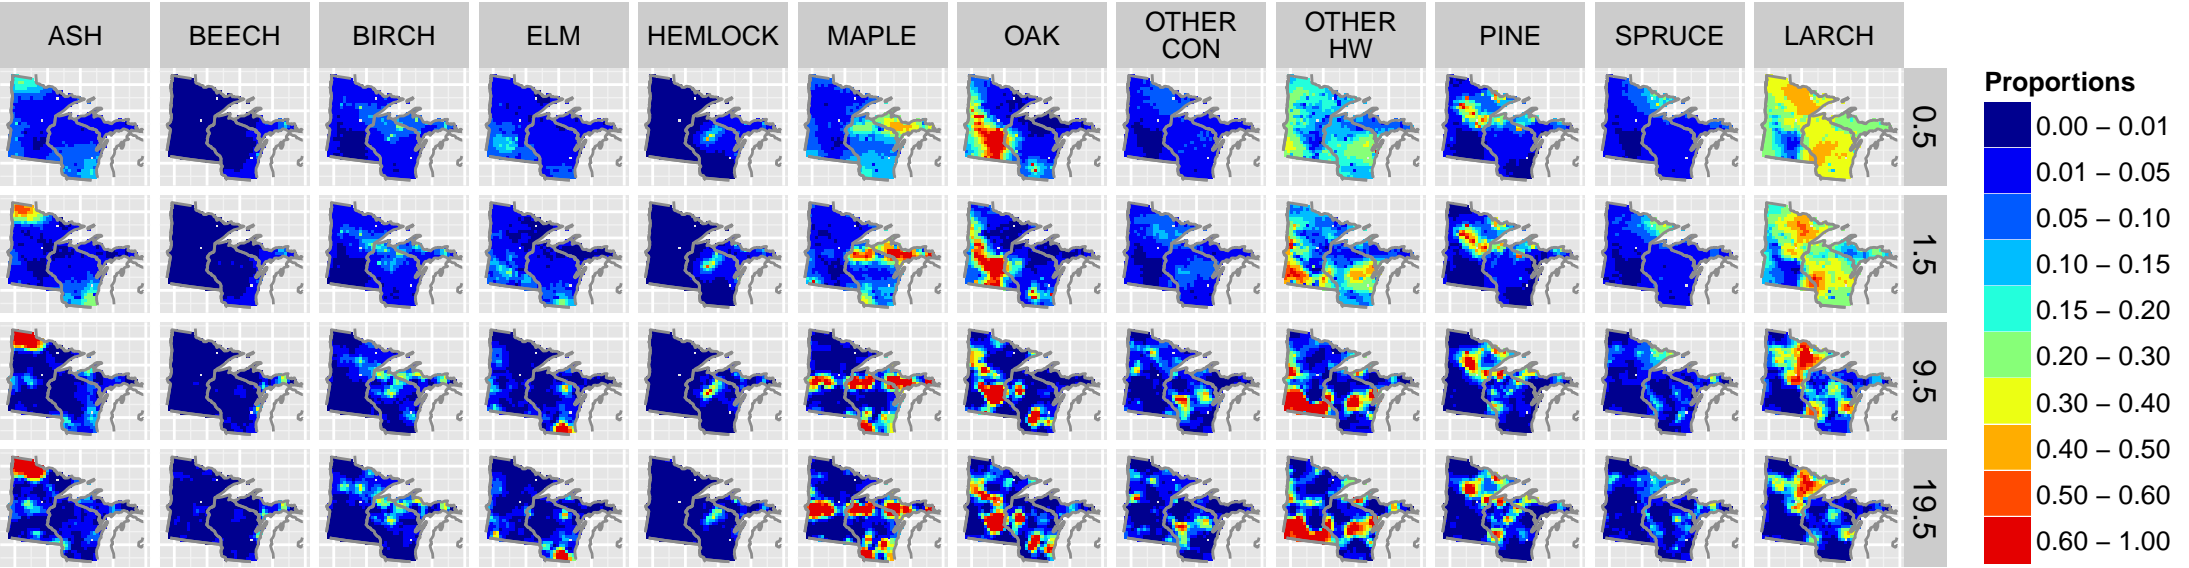 ASH
BEECH
BIRCH
ELM
HEMLOCK
MAPLE
OAK
OTHER
CON
OTHER
HW
PINE
SPRUCE
LARCH
0.5
1.5
9.5
19.5
Proportions
0.00 – 0.01
0.01 – 0.05
0.05 – 0.10
0.10 – 0.15
0.15 – 0.20
0.20 – 0.30
0.30 – 0.40
0.40 – 0.50
0.50 – 0.60
0.60 – 1.00